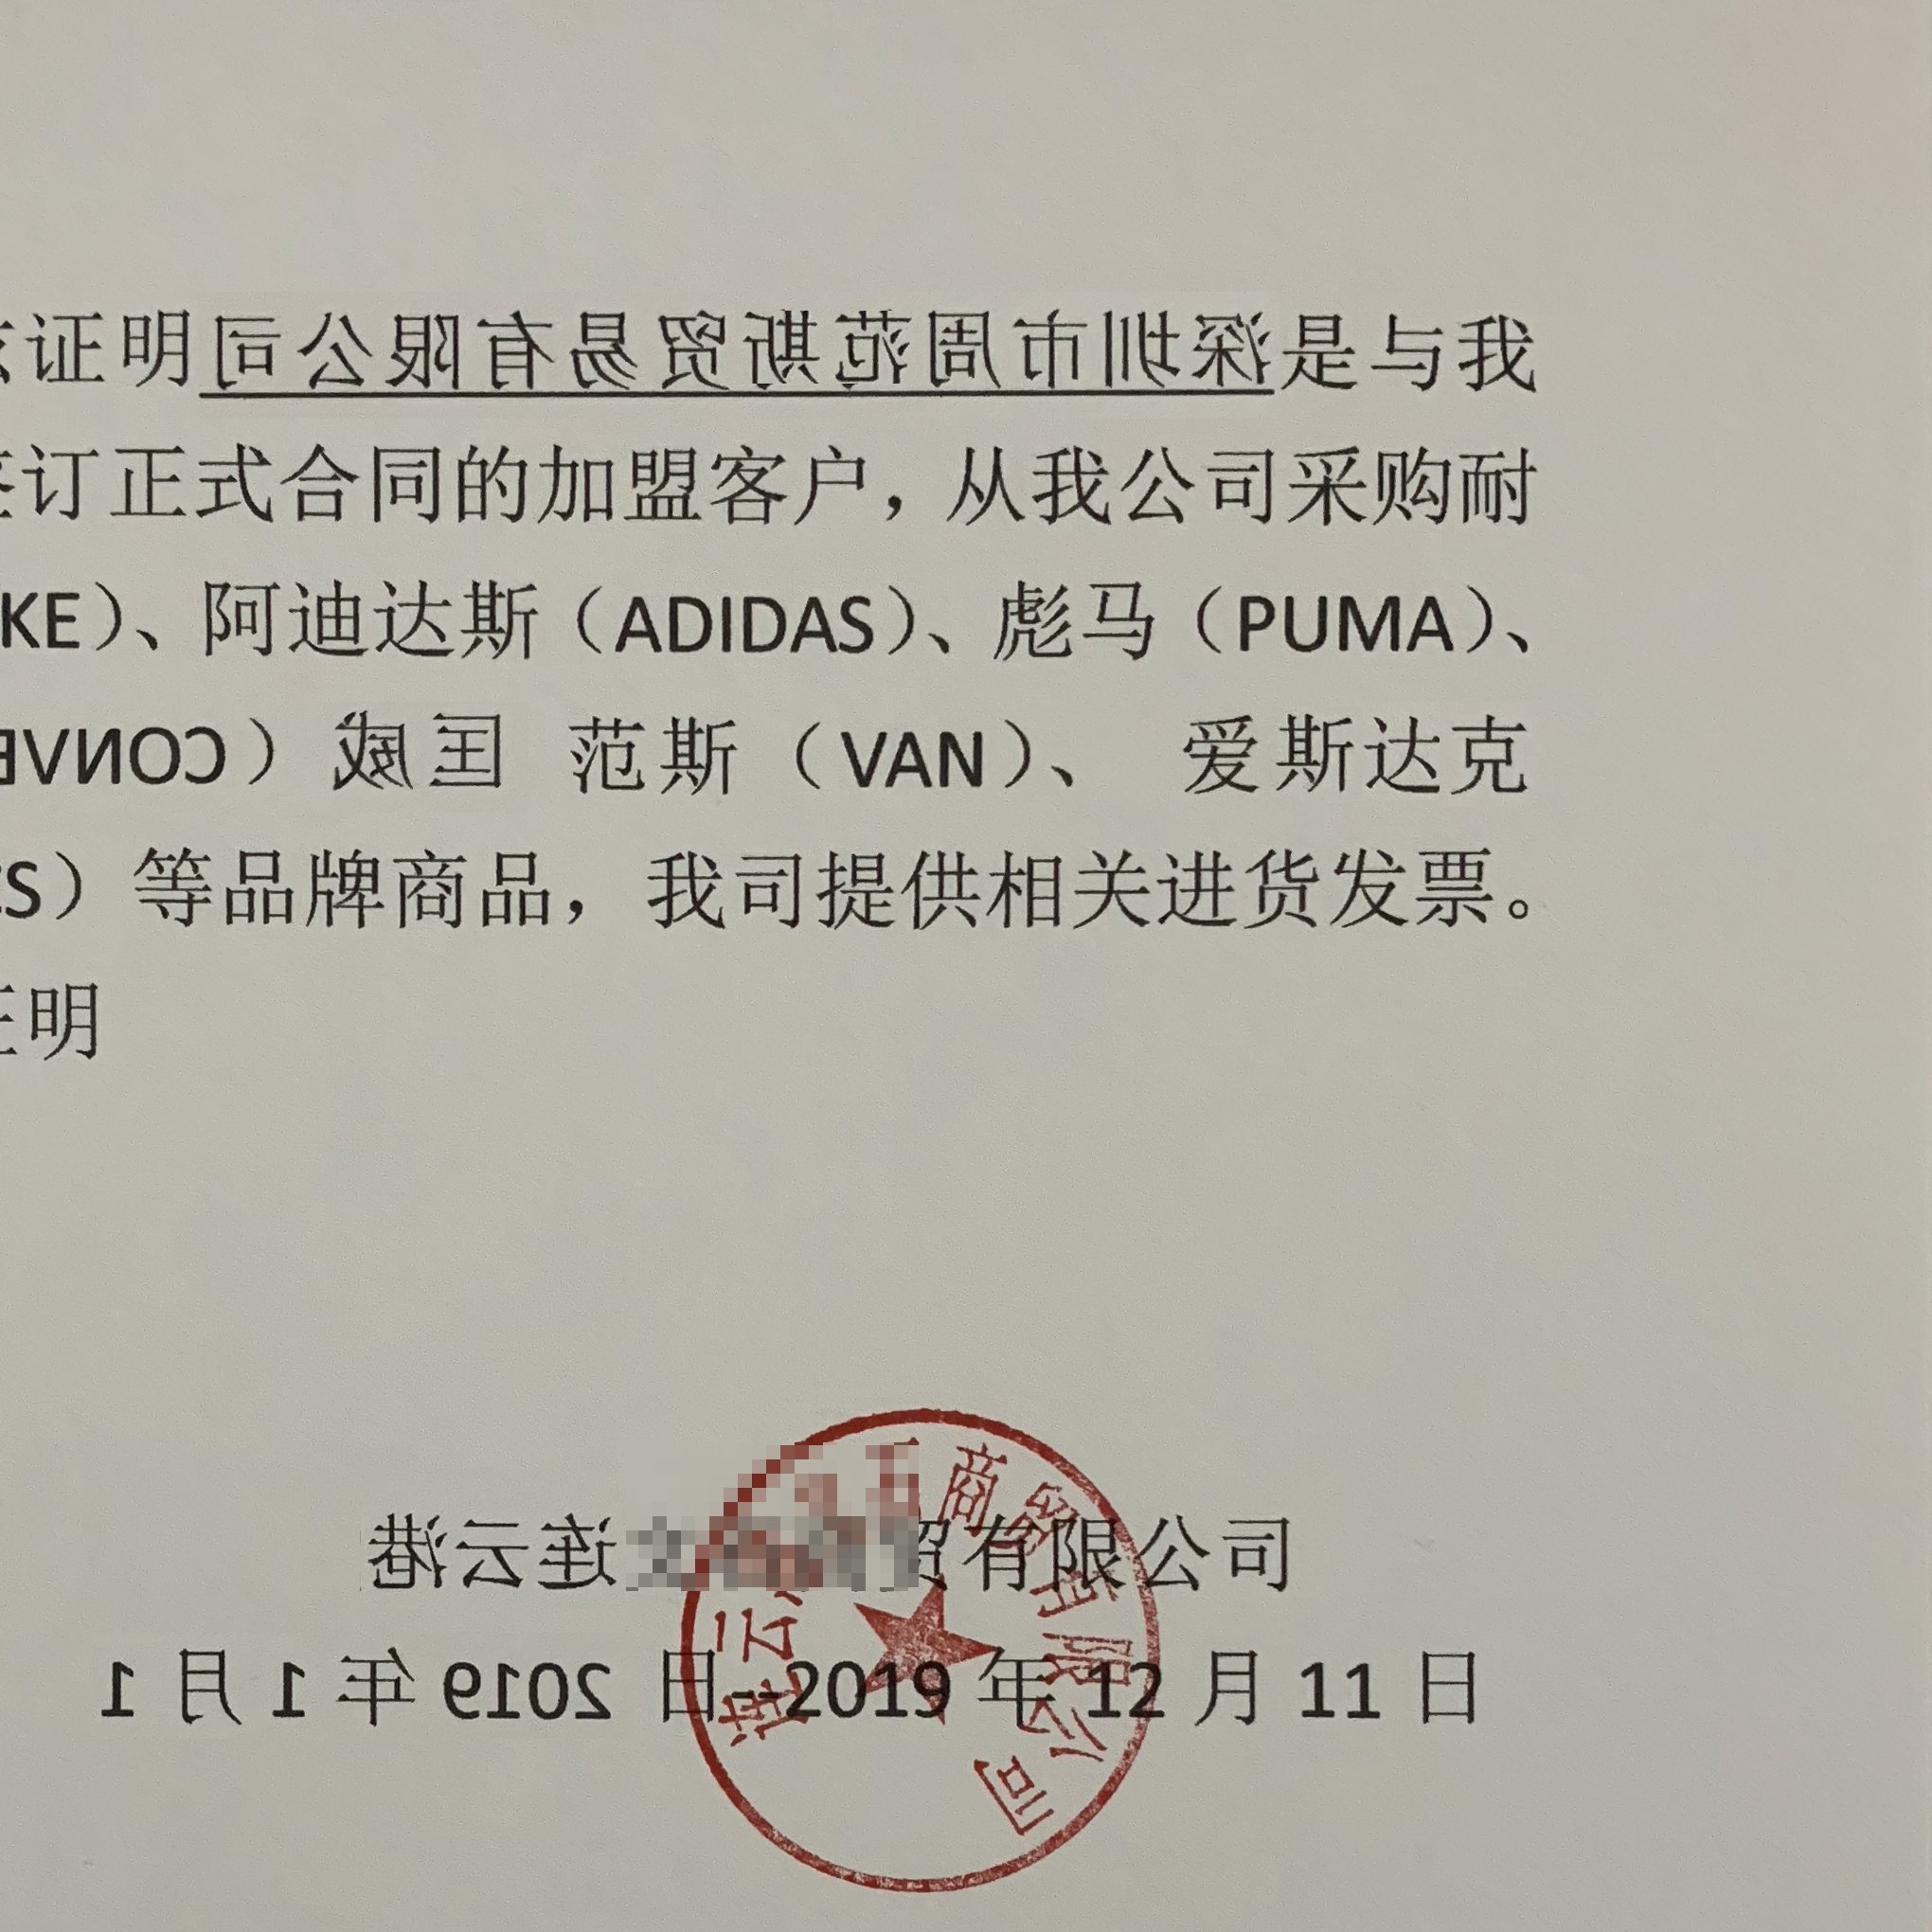 证明深圳市周范斯贸易有限公司是与我
订正式合同的加盟客户，从我公司采购耐
KE）、阿迪达斯（ADIDAS）、彪马（PUMA）、
匡威（CONVE 范斯（VAN）、 爱斯达克
CS）等品牌商品，我司提供相关进货发票。
证明
连云港 贸有限公司
2019 年 1 月 1 日--2019 年 12 月 11 日
连云 商贸有限公司